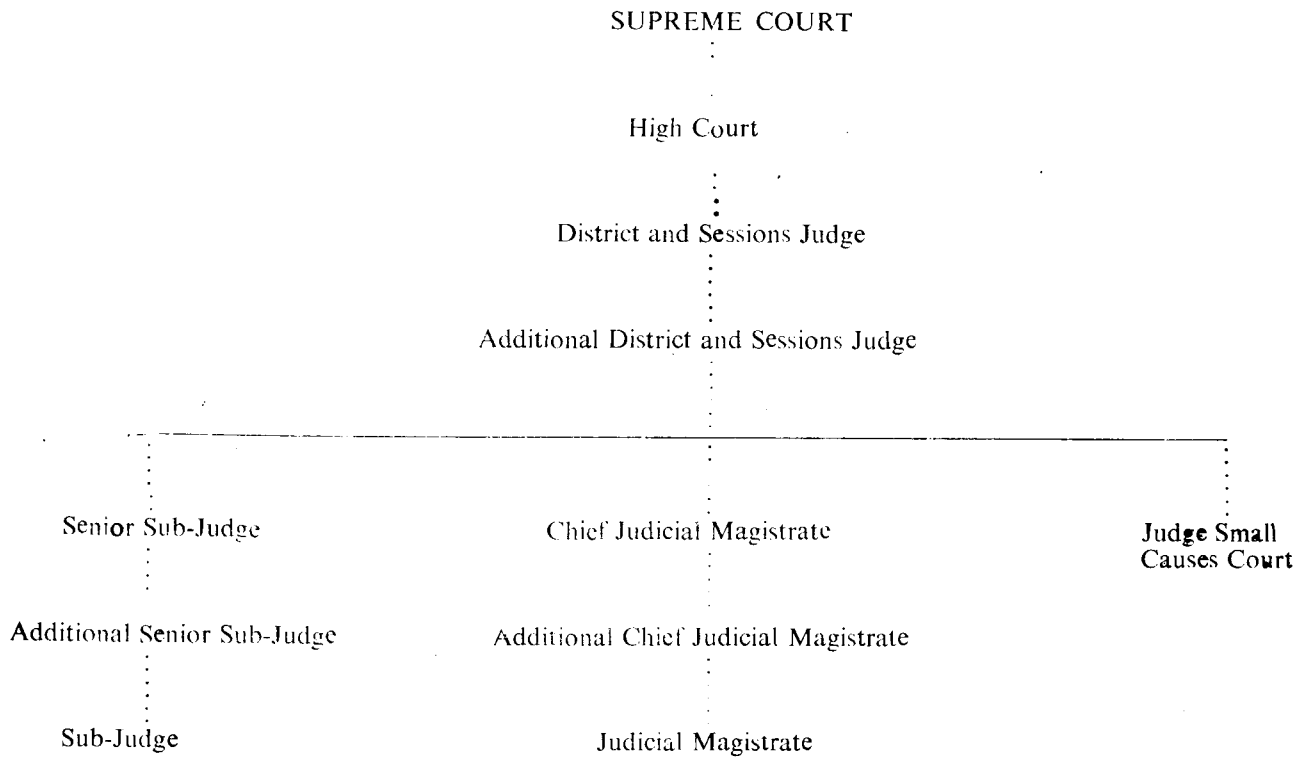 SUPREME COURT
High Court
District and Sessions Judge
Additional District and Sessions Judge
Senior Sub-Judge
Chief Judicial Magistrate
Judge Small
Causes Court
Additional Senior Sub-Judge
Additional Chief Judicial Magistrate
Sub-Judge
Judicial Magistrate